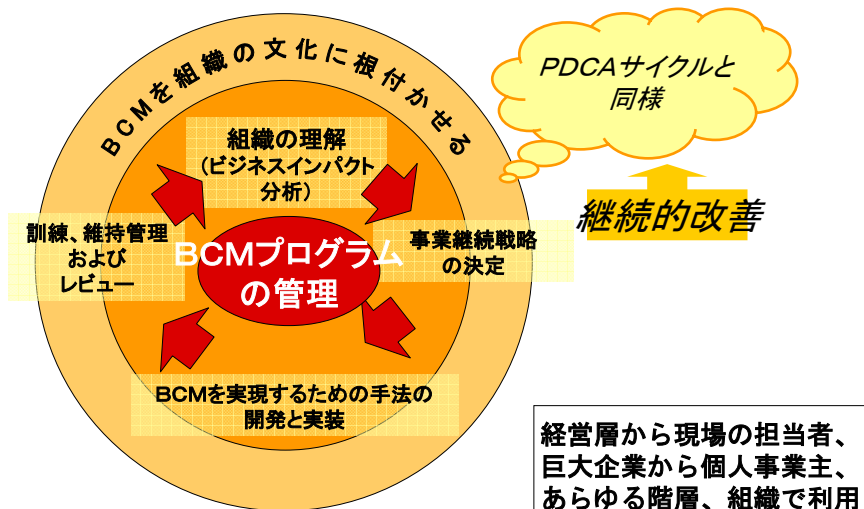 BCMを組織の文化に根付かせる
PDCAサイクルと
同様
組織の理解
(ビジネスインパクト
分析)
継続的改善
訓練、維持管理
および
レビュー
BCMプログラム
の管理
事業継続戦略
の決定
BCMを実現するための手法の
開発と実装
経営層から現場の担当者、
巨大企業から個人事業主、
あらゆる階層、組織で利用